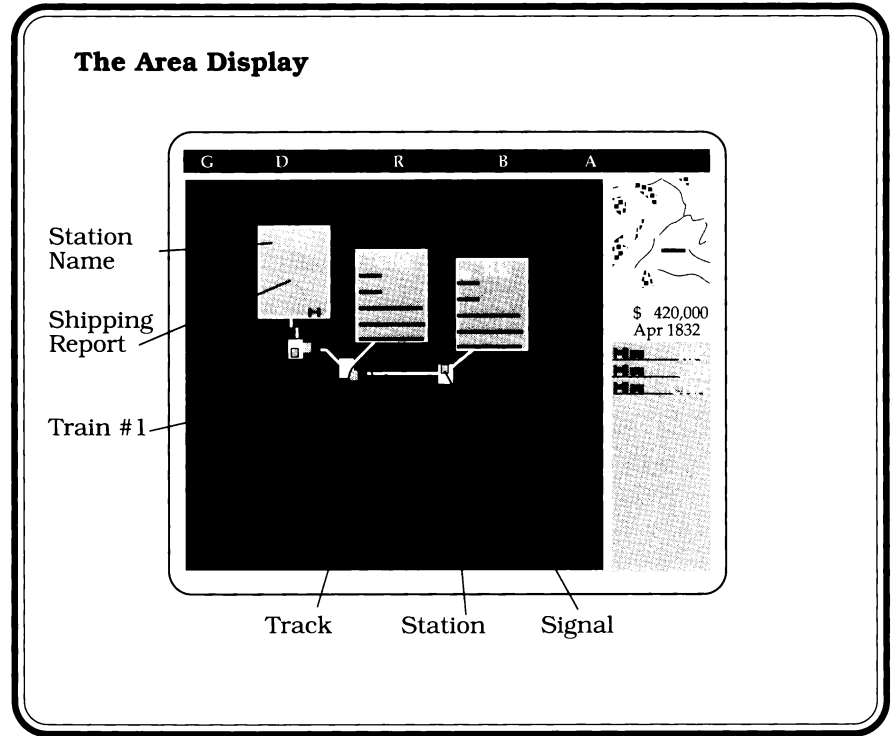 The Area Display
G D R B A
Station
Name
Shipping
Report
$ 420,000
Apr 1832
Train #1
Track Station Signal